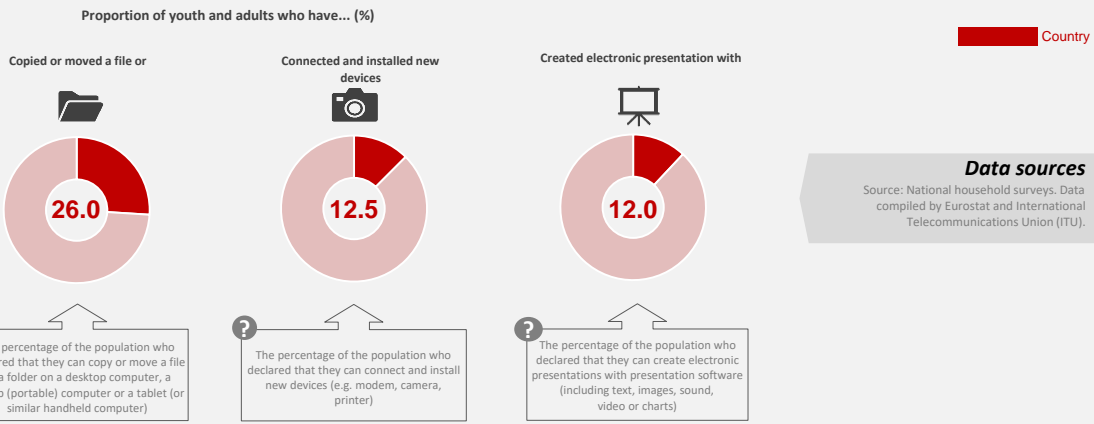 Proportion of youth and adults who have... (%)
Country
Copied or moved a file or
Connected and installed new
devices
Created electronic presentation with
26.0
12.5
12.0
Data sources
Source: National household surveys. Data
compiled by Eurostat and International
Telecommunications Union (ITU).
percentage of the population who
red that they can copy or move a file
a folder on a desktop computer, a
(portable) computer or a tablet (or
similar handheld computer)
?
The percentage of the population who
declared that they can connect and install
new devices (e.g. modem, camera,
printer)
?
The percentage of the population who
declared that they can create electronic
presentations with presentation software
(including text, images, sound,
video or charts)